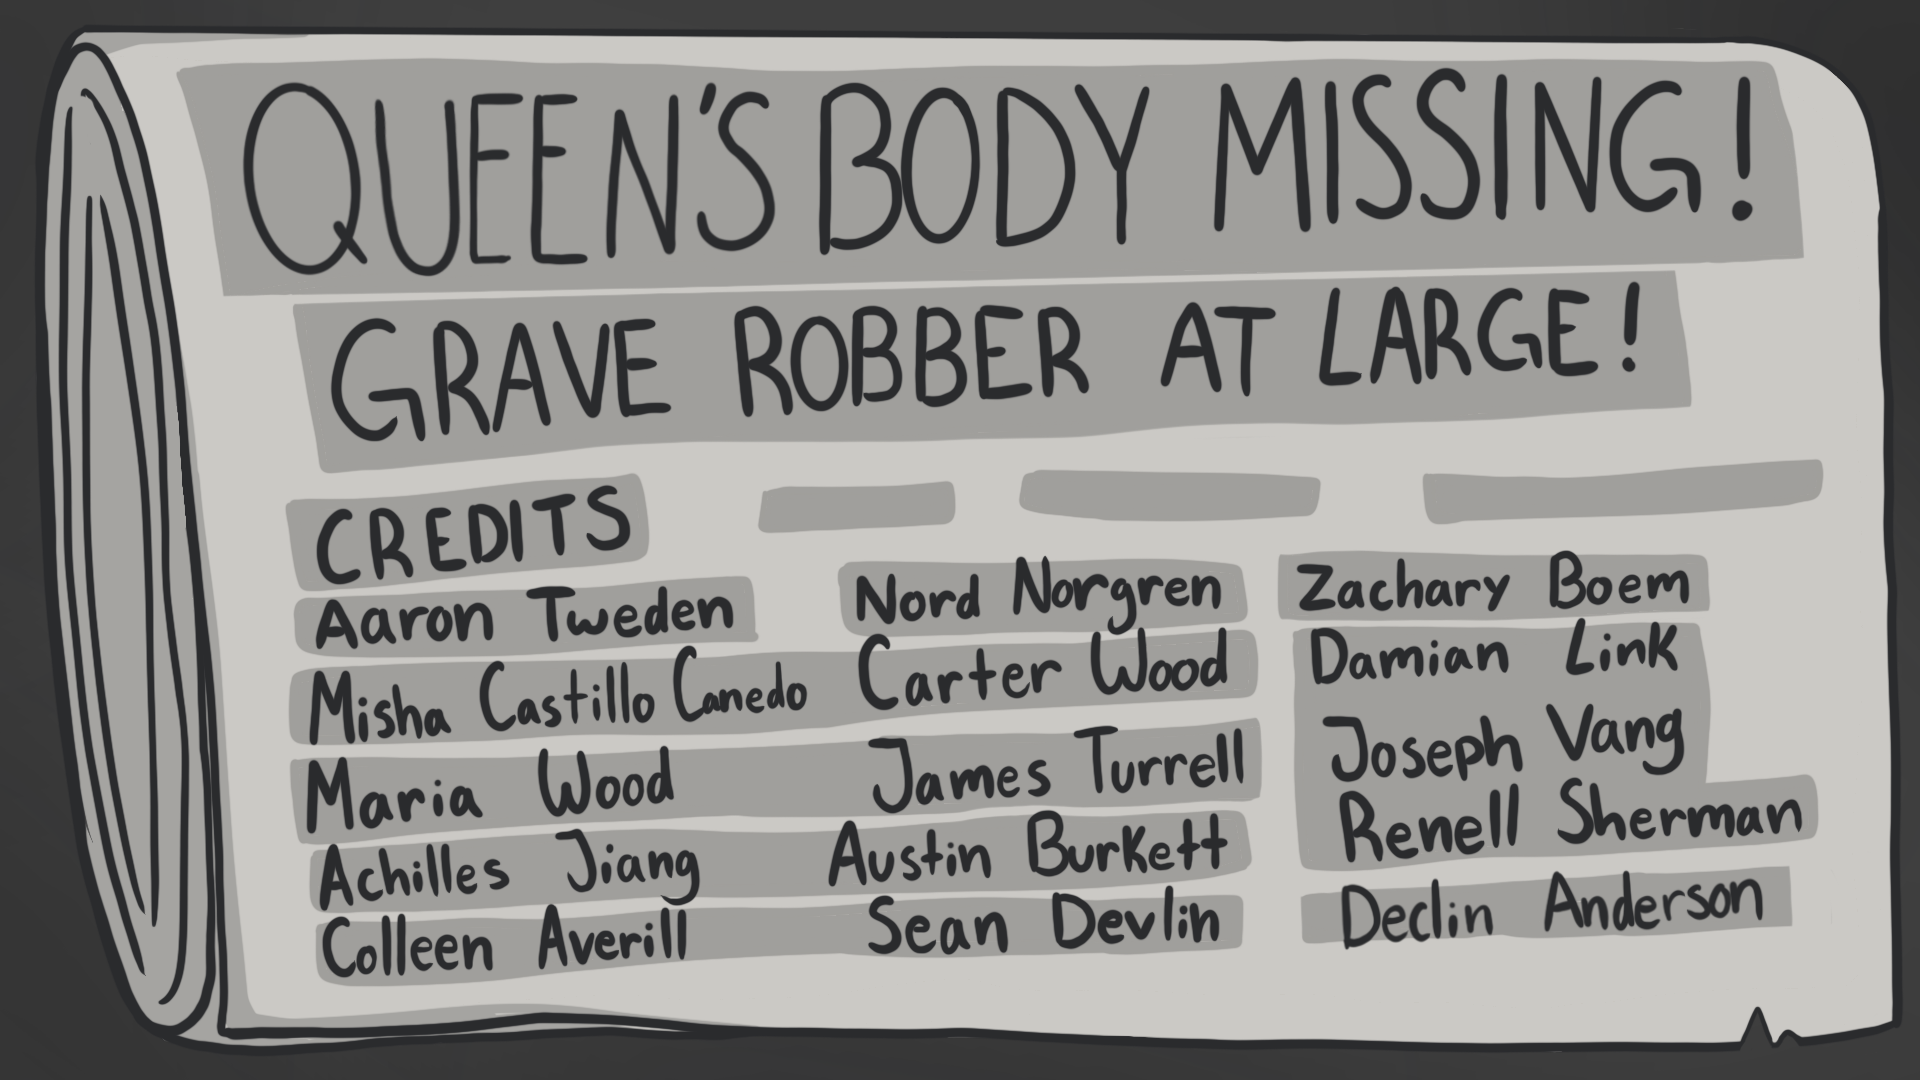 QUEEN'S BODY MISSING!
GRAVE ROBBER AT LARGE!
CREDITS
Aaron Tweden
Misha Castillo Canedo
Maria Wood
Achilles Jiang
Colleen Averill
Nord Norgren
Carter Wood
James Turrell
Austin Burkett
Sean Devlin
Zachary Boem
Damian Link
Joseph Vang
Renell Sherman
Declin Anderson